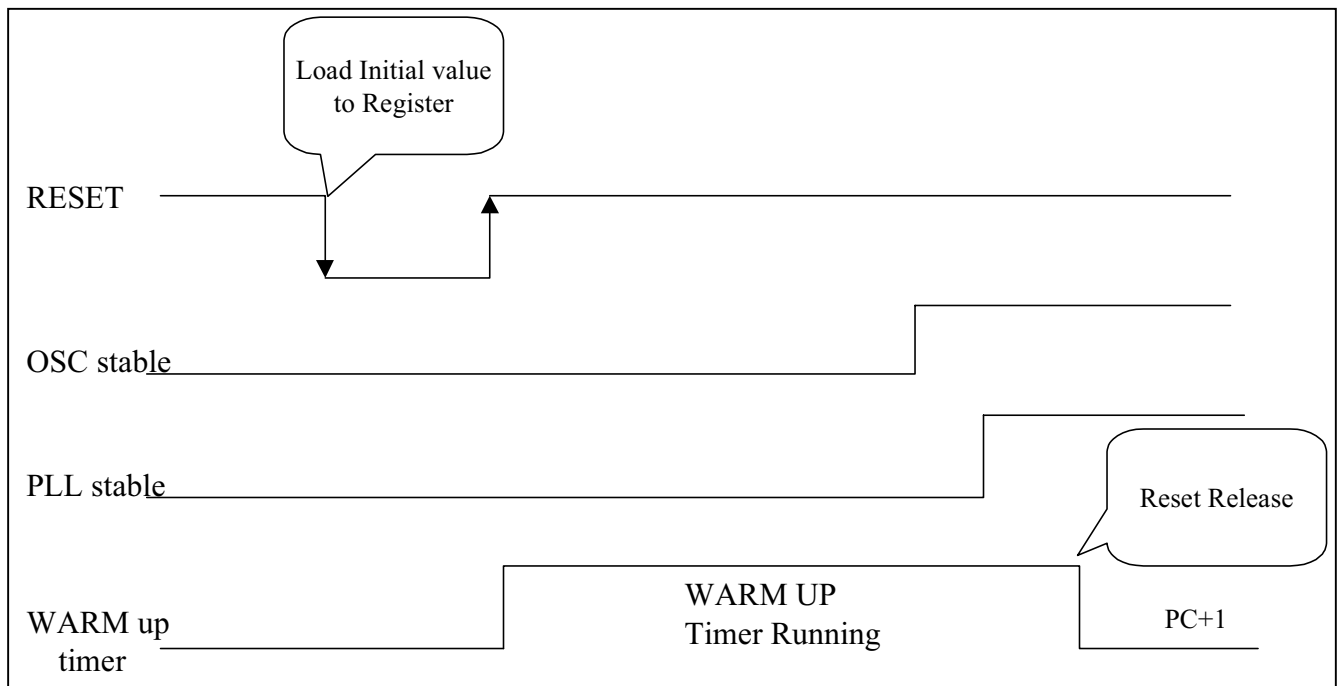 Load Initial value
to Register
RESET
OSC stable
PLL stable
Reset Release
WARM up
timer
WARM UP
Timer Running
PC+1